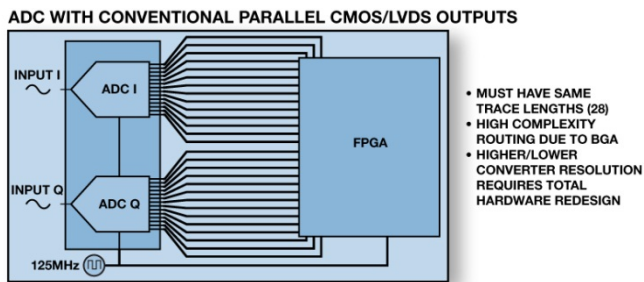 ADC WITH CONVENTIONAL PARALLEL CMOS/LVDS OUTPUTS
INPUT I
ADC I
FPGA
INPUT Q
ADC Q
125MHz
• MUST HAVE SAME
TRACE LENGTHS (28)
• HIGH COMPLEXITY
ROUTING DUE TO BGA
• HIGHER/LOWER
CONVERTER RESOLUTION
REQUIRES TOTAL
HARDWARE REDESIGN